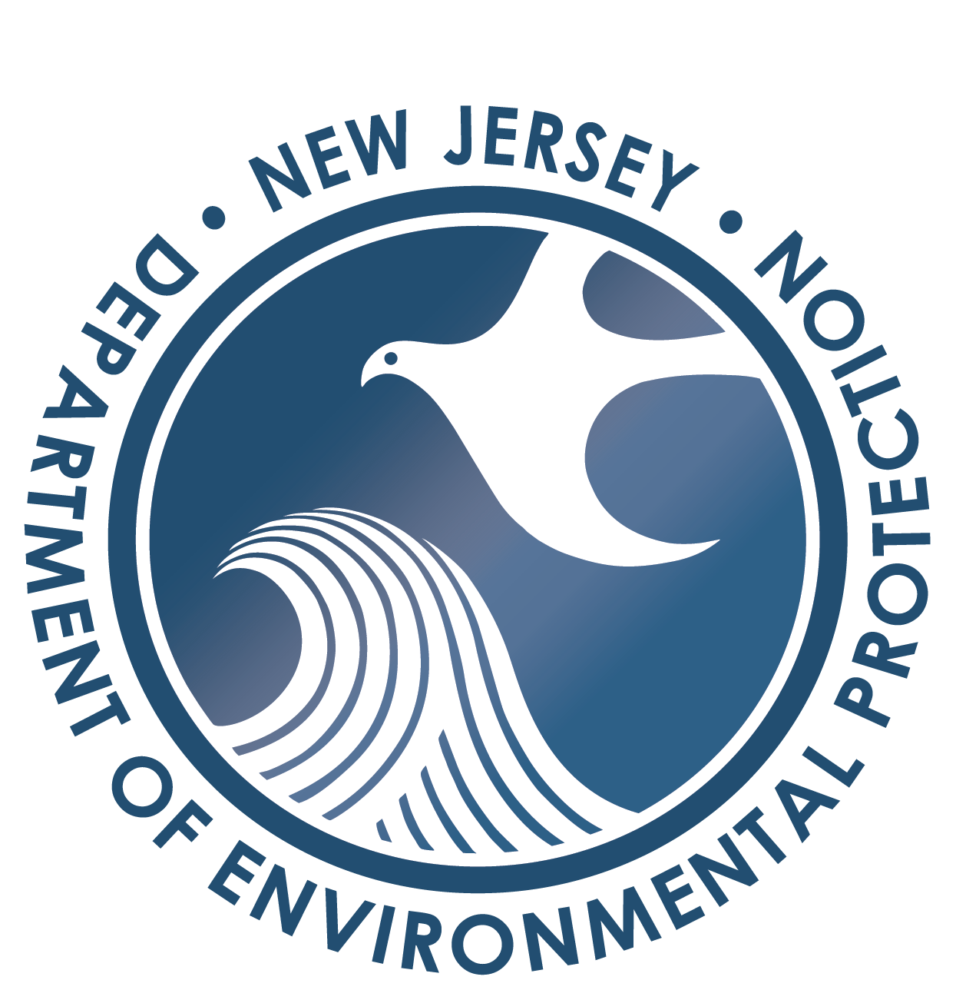 NEW JERSEY
DEPARTMENT OF ENVIRONMENTAL PROTECTION